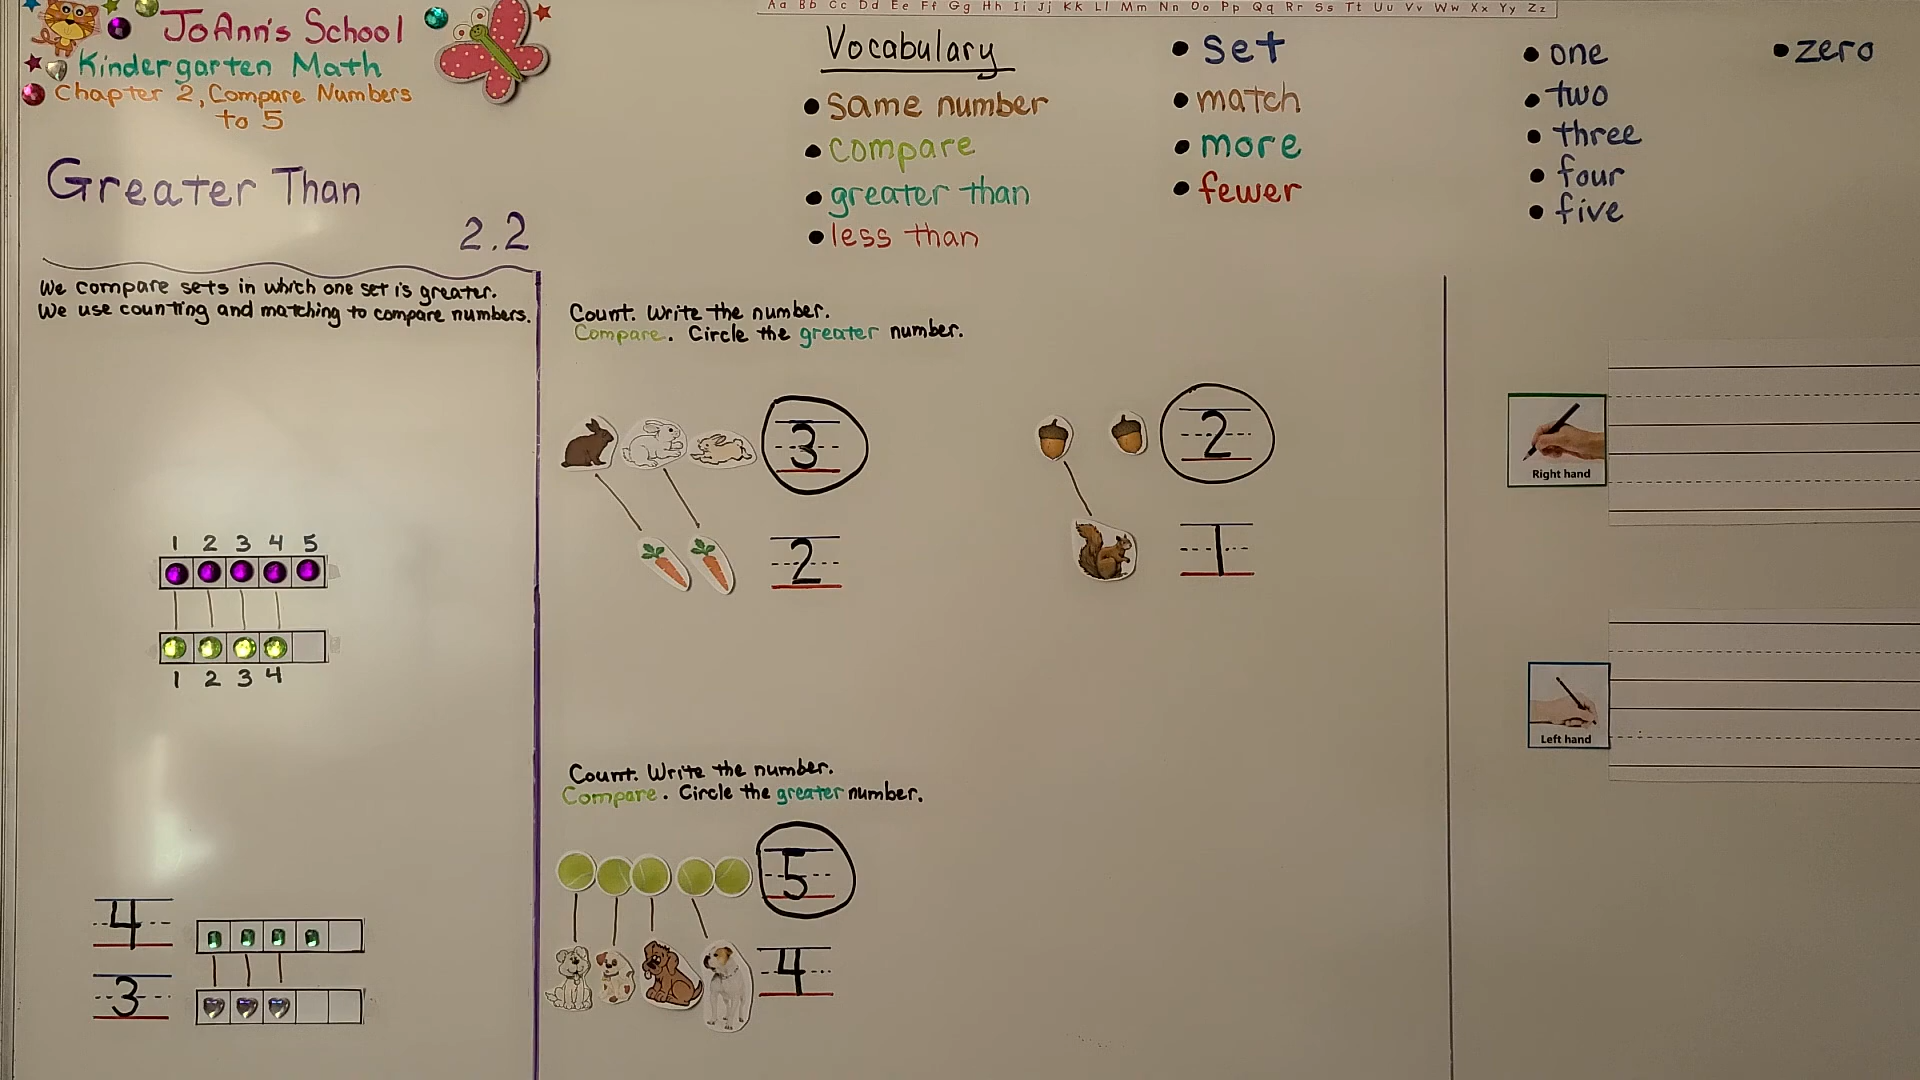 Aa Bb Cc Dd Ee Ff Gg Hh Ii Jj Kk Ll Mm Nn Oo Pp Qq Rr Ss Tt Uu Vv Ww Xx Yy Zz
JoAnn's School
Kindergarten Math
Chapter 2, Compare Numbers
to 5
Greater Than
2.2
We compare sets in which one set is greater.
We use counting and matching to compare numbers.
1 2 3 4 5
1 2 3 4
4
3
Vocabulary
• same number
• compare
• greater than
• less than
• set
• match
• more
• fewer
• one
• two
• three
• four
• five
• zero
Count. Write the number.
Compare. Circle the greater number.
3
2
2
1
Count. Write the number.
Compare. Circle the greater number.
5
4
Right hand
Left hand